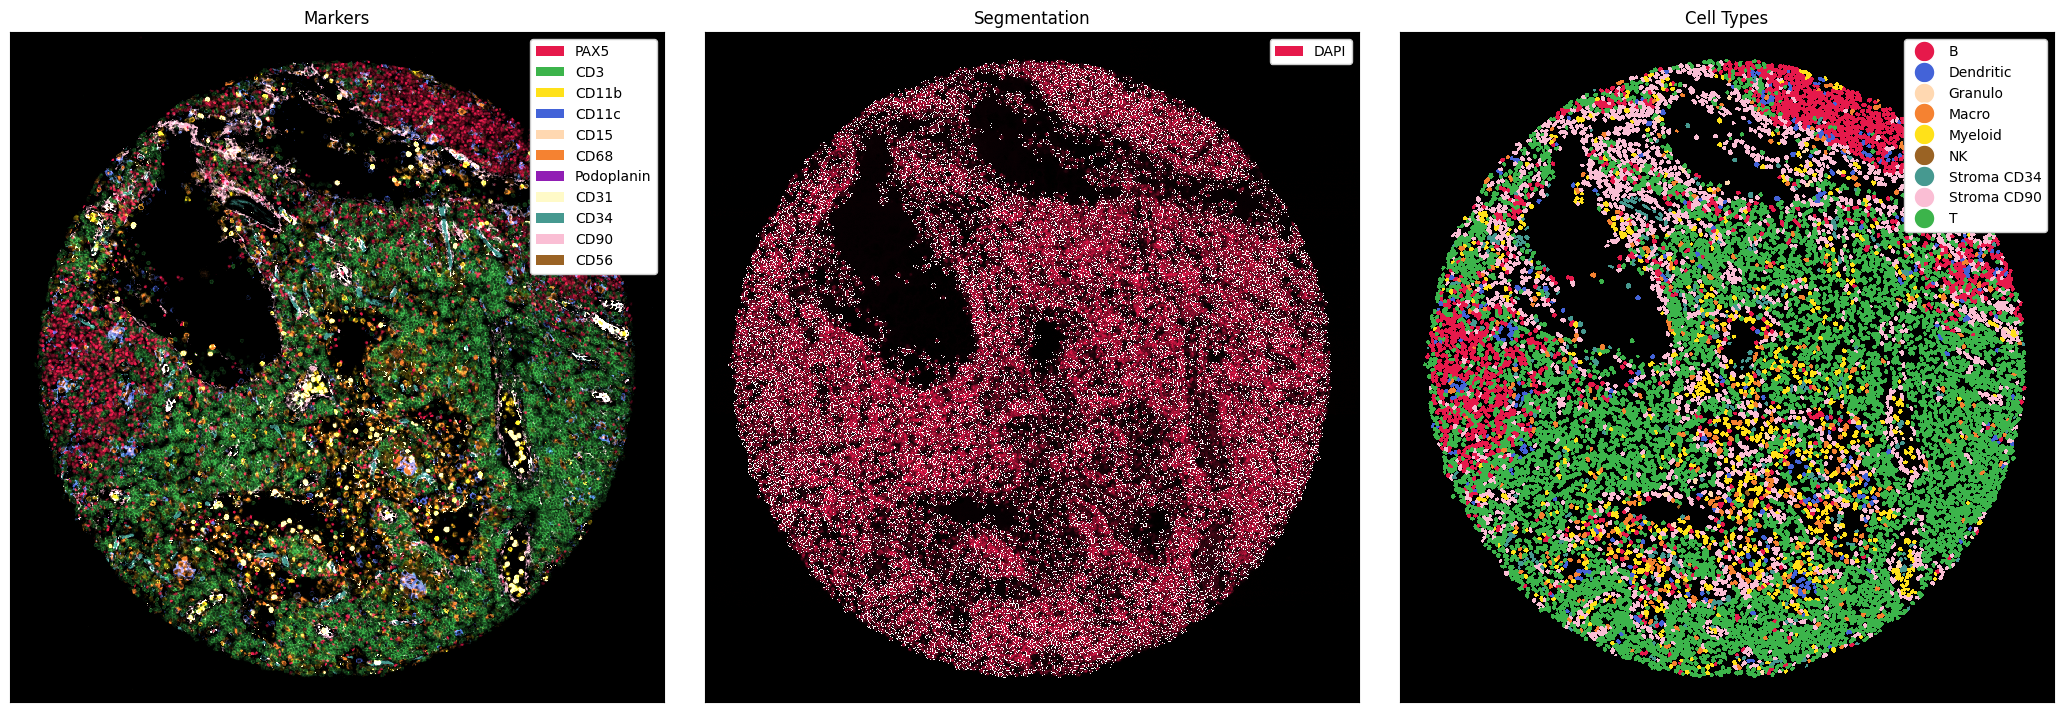 Markers
PAX5
CD3
CD11b
CD11c
CD15
CD68
Podoplanin
CD31
CD34
CD90
CD56
Segmentation
DAPI
Cell Types
B
Dendritic
Granulo
Macro
Myeloid
NK
Stroma CD34
Stroma CD90
T